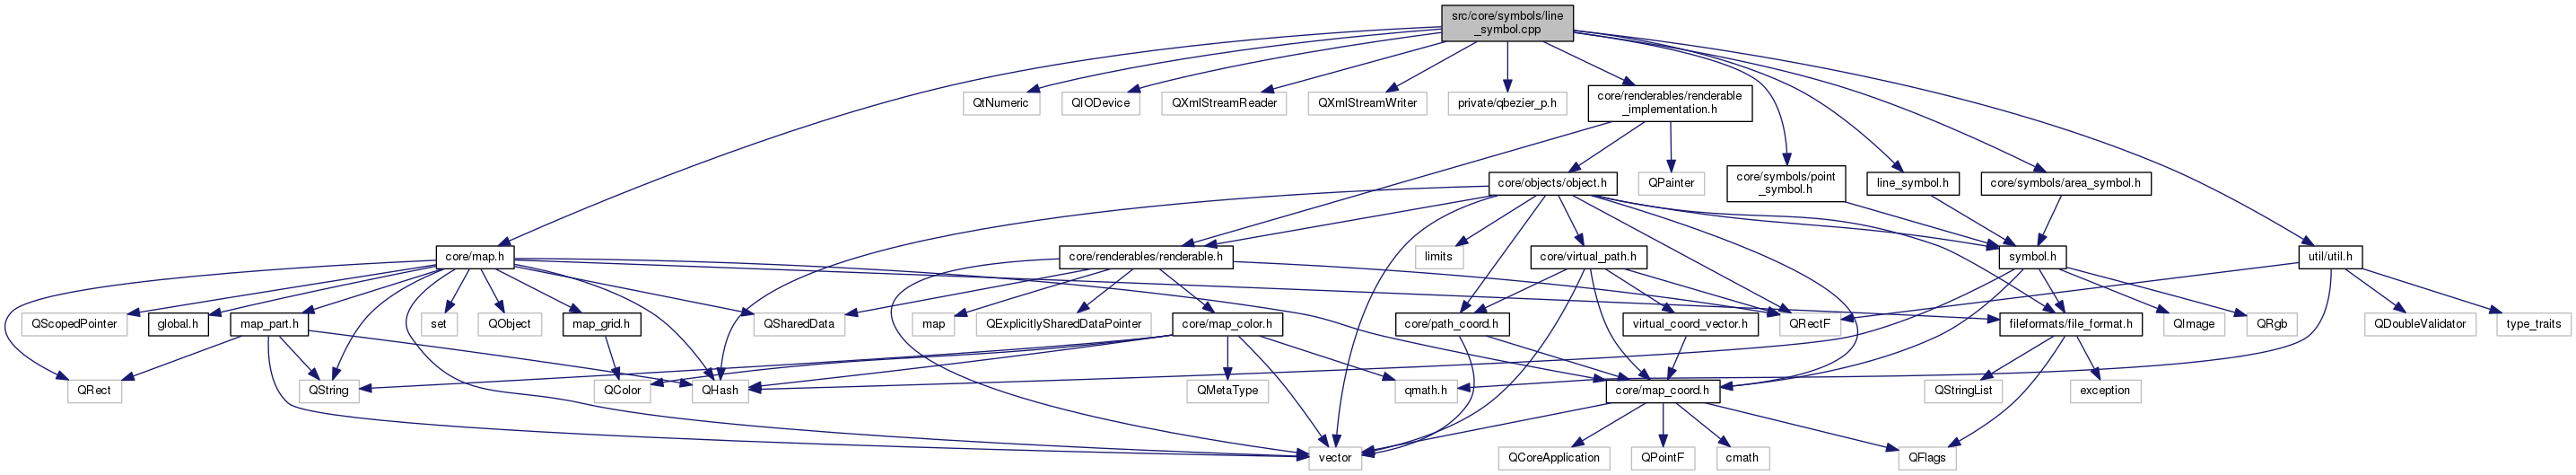 src/core/symbols/line
_symbol.cpp
QtNumeric
QIODevice
QXmlStreamReader
QXmlStreamWriter
private/qbezier_p.h
core/renderables/renderable
_implementation.h
core/objects/object.h
QPainter
core/symbols/point
_symbol.h
line_symbol.h
core/symbols/area_symbol.h
core/map.h
core/renderables/renderable.h
limits
core/virtual_path.h
symbol.h
util/util.h
QScopedPointer
global.h
map_part.h
set
QObject
map_grid.h
QSharedData
map
QExplicitlySharedDataPointer
core/map_color.h
core/path_coord.h
QRectF
virtual_coord_vector.h
fileformats/file_format.h
QImage
QRgb
QDoubleValidator
type_traits
QRect
QString
QColor
QHash
QMetaType
qmath.h
core/map_coord.h
QStringList
exception
vector
QCoreApplication
QPointF
cmath
QFlags